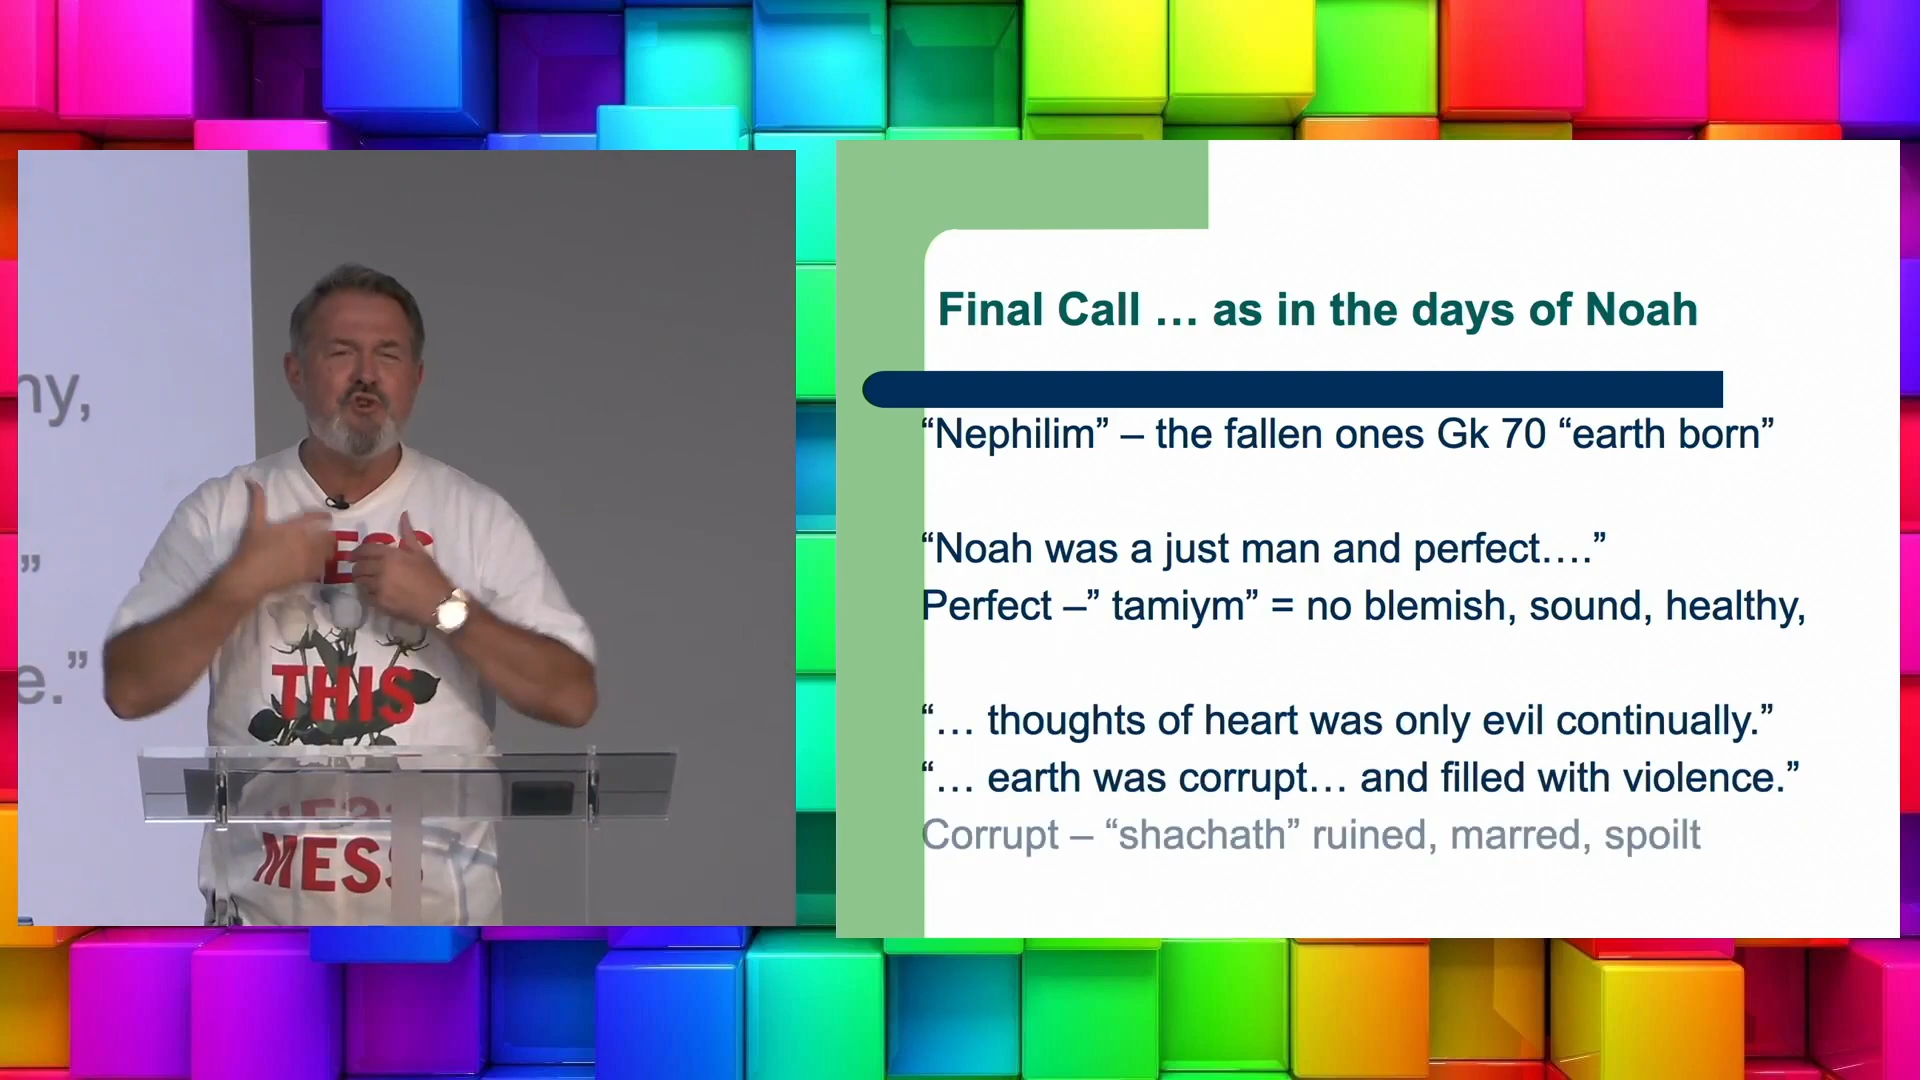 hy,
”
e.”
THIS
MESS
Final Call … as in the days of Noah
“Nephilim” – the fallen ones Gk 70 “earth born”
“Noah was a just man and perfect….”
Perfect –” tamiym” = no blemish, sound, healthy,
“… thoughts of heart was only evil continually.”
“… earth was corrupt… and filled with violence.”
Corrupt – “shachath” ruined, marred, spoilt